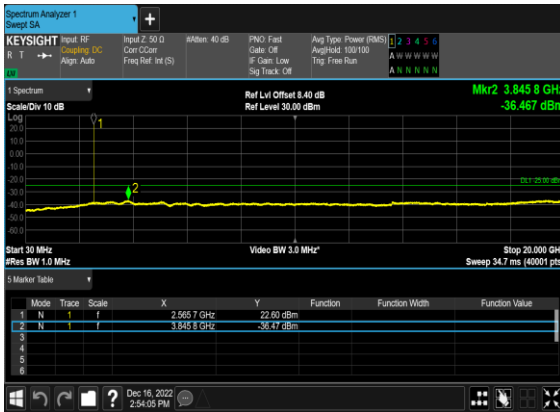 Spectrum Analyzer 1
Swept SA
+
KEYSIGHT Input: RF Input Z: 50 Ω #Atten: 40 dB PNO: Fast Avg Type: Power (RMS) 1 2 3 4 5 6
R T Coupling: DC Corr CCorr Gate: Off Avg|Hold: 100/100 A W W W W W
Align: Auto Freq Ref: Int (S) IF Gain: Low Trig: Free Run
LXI Sig Track: Off A N N N N N
1 Spectrum Ref Lvl Offset 8.40 dB Mkr2 3.845 8 GHz
Scale/Div 10 dB Ref Level 30.00 dBm -36.467 dBm
Log
1
20.0
10.0
0.00
-10.0
-20.0
DL1 -25.00 dBm
-30.0
2
-40.0
-50.0
-60.0
Start 30 MHz Video BW 3.0 MHz* Stop 20.000 GHz
#Res BW 1.0 MHz Sweep 34.7 ms (40001 pts)
5 Marker Table
Mode Trace Scale X Y Function Function Width Function Value
1 N 1 f 2.565 7 GHz 22.60 dBm
2 N 1 f 3.845 8 GHz -36.47 dBm
3
4
5
6
? Dec 16, 2022
2:54:05 PM